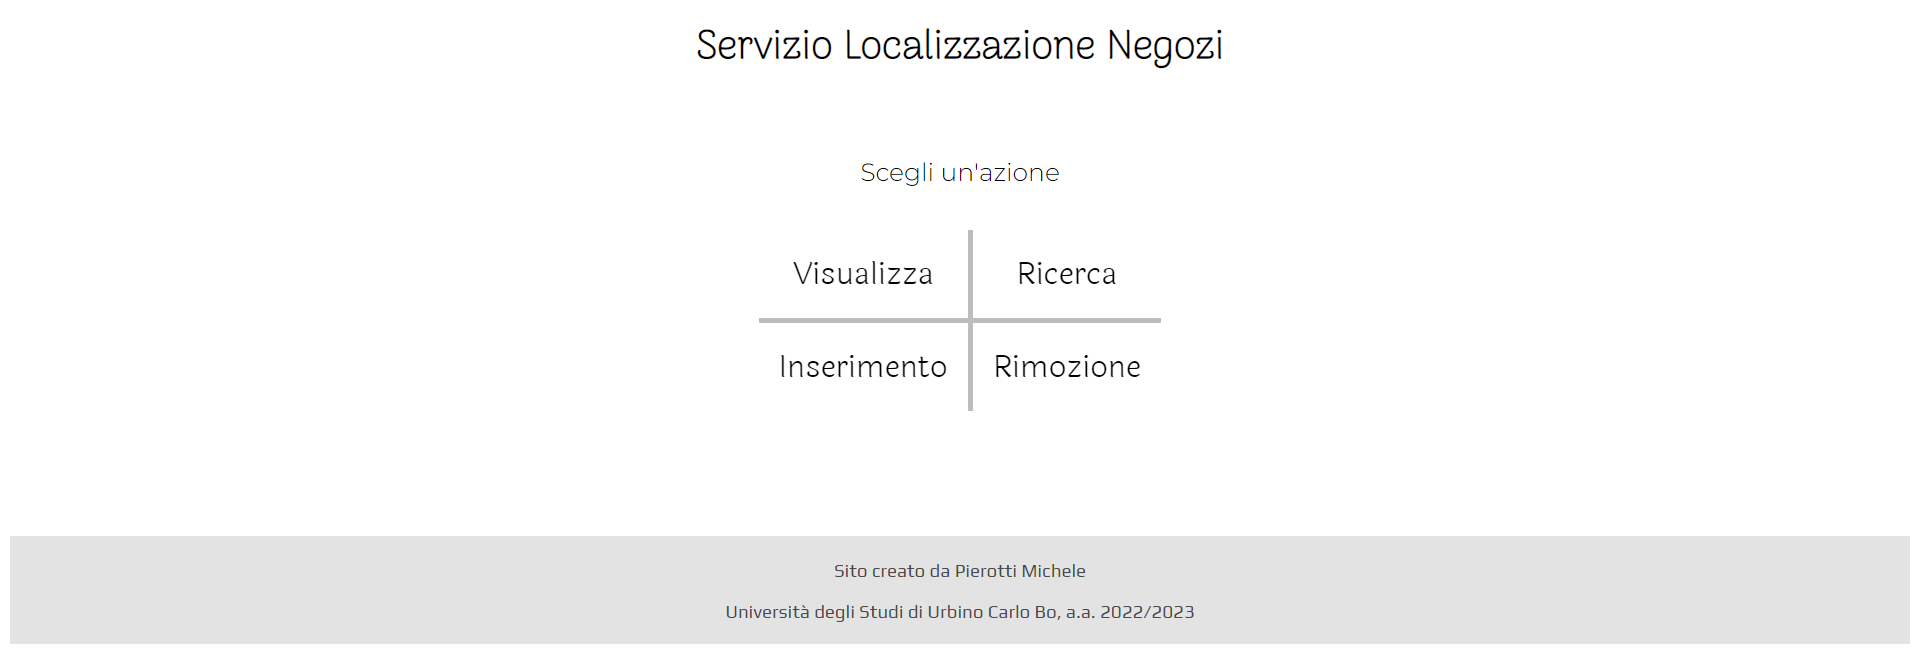 Servizio Localizzazione Negozi
Scegli un'azione
Visualizza
Ricerca
Inserimento
Rimozione
Sito creato da Pierotti Michele
Università degli Studi di Urbino Carlo Bo, a.a. 2022/2023